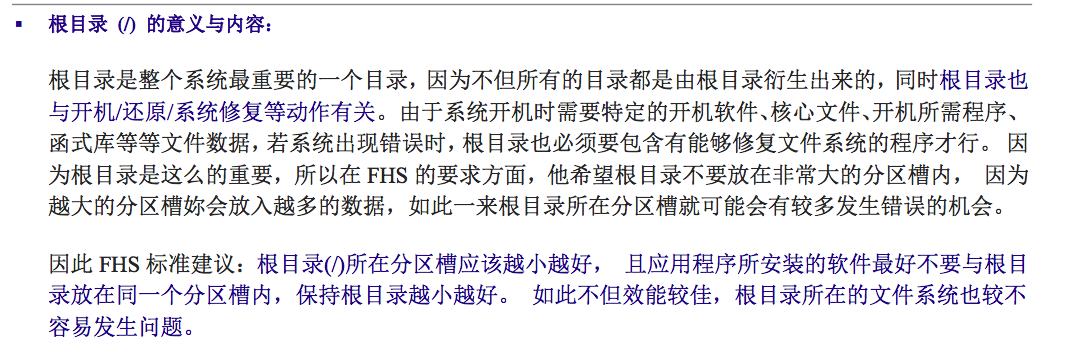 ▪ 根目录 (/) 的意义与内容：
根目录是整个系统最重要的一个目录，因为不但所有的目录都是由根目录衍生出来的，同时根目录也
与开机/还原/系统修复等动作有关。由于系统开机时需要特定的开机软件、核心文件、开机所需程序、
函式库等等文件数据，若系统出现错误时，根目录也必须要包含有能够修复文件系统的程序才行。 因
为根目录是这么的重要，所以在 FHS 的要求方面，他希望根目录不要放在非常大的分区槽内， 因为
越大的分区槽妳会放入越多的数据，如此一来根目录所在分区槽就可能会有较多发生错误的机会。
因此 FHS 标准建议：根目录(/)所在分区槽应该越小越好， 且应用程序所安装的软件最好不要与根目
录放在同一个分区槽内，保持根目录越小越好。 如此不但效能较佳，根目录所在的文件系统也较不
容易发生问题。